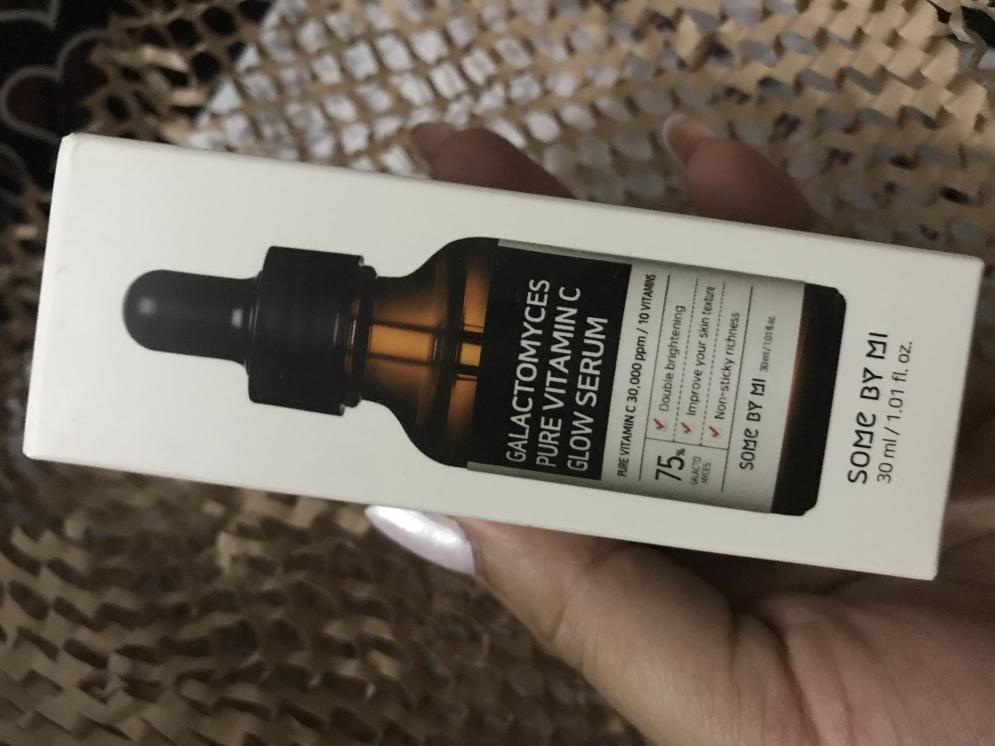 GALACTOMYCES
PURE VITAMIN C
GLOW SERUM
PURE VITAMIN C 30,000 ppm / 10 VITAMINS
75%
GALACTO
MYCES
✓ Double brightening
✓ Improve your skin texture
✓ Non-sticky richness
SOME BY MI 30ml / 1.01 fl. oz.
SOME BY MI
30 ml / 1.01 fl. oz.